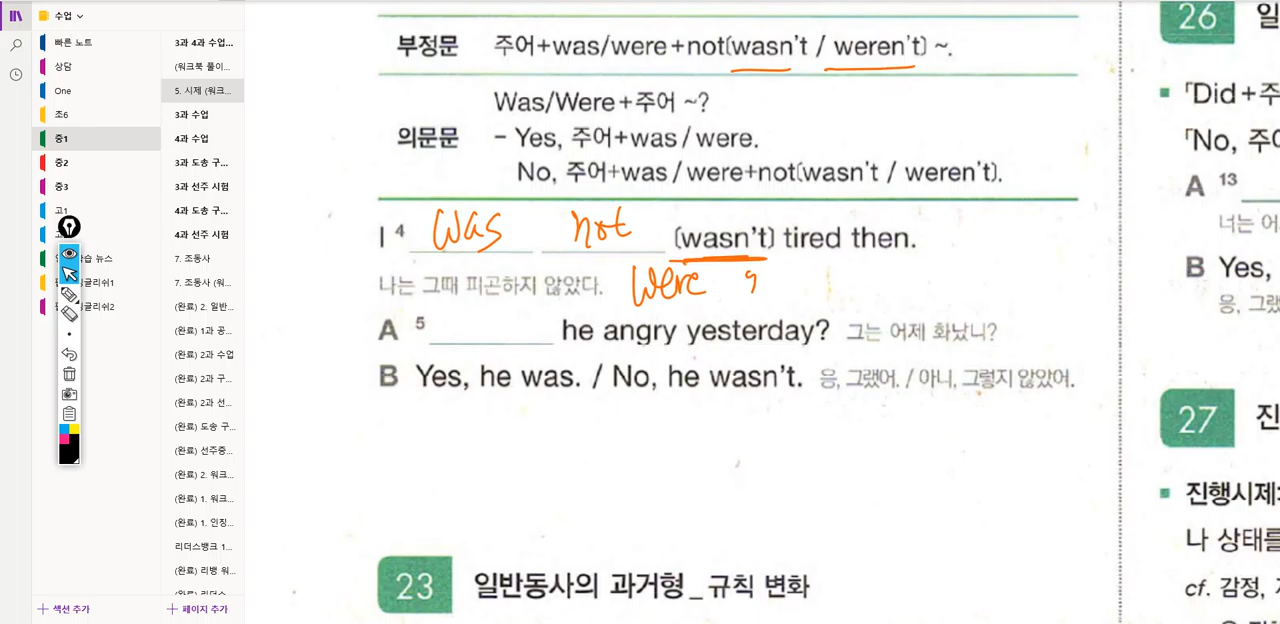 수업
빠른 노트
상담
One
초6
중1
중2
중3
고1
뉴스
7. 조동사
글리쉬1
글리쉬2
섹션 추가
3과 4과 수업...
(워크북 풀이...
5. 시제 (워크...
3과 수업
4과 수업
3과 도송 구...
3과 선주 시험
4과 도송 구...
4과 선주 시험
7. 조동사
7. 조동사 (워...
(완료) 2. 일반...
(완료) 1과 공...
(완료) 2과 수업
(완료) 2과 구...
(완료) 2과 선...
(완료) 도송 구...
(완료) 선주중...
(완료) 2. 워크...
(완료) 1. 워크...
(완료) 1. 인칭...
리더스뱅크 1...
(완료) 리뱅 워...
페이지 추가
부정문 주어+was/were+not(wasn't / weren't) ~.
의문문 Was/Were+주어 ~?
– Yes, 주어+was / were.
No, 주어+was / were+not(wasn't / weren't).
I 4 was not (wasn't) tired then.
나는 그때 피곤하지 않았다. were
A 5 he angry yesterday? 그는 어제 화났니?
B Yes, he was. / No, he wasn't. 응, 그랬어. / 아니, 그렇지 않았어.
23 일반동사의 과거형 _ 규칙 변화
26 일
「Did+주
「No, 주어
A 13
너는 어
B Yes,
응, 그랬
27 진
진행시제
나 상태를
cf. 감정,